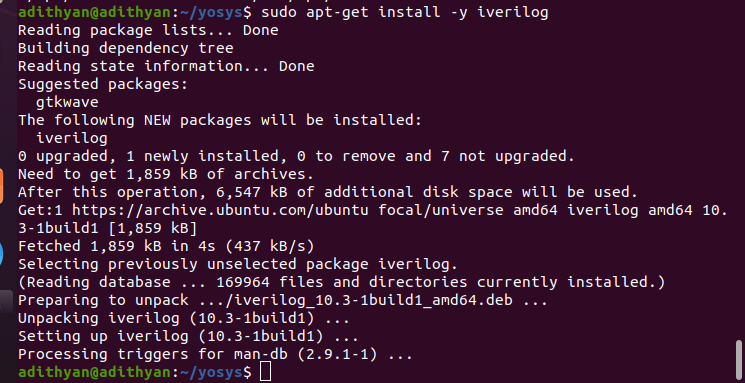 adithyan@adithyan:~/yosys$ sudo apt-get install -y iverilog
Reading package lists... Done
Building dependency tree
Reading state information... Done
Suggested packages:
  gtkwave
The following NEW packages will be installed:
  iverilog
0 upgraded, 1 newly installed, 0 to remove and 7 not upgraded.
Need to get 1,859 kB of archives.
After this operation, 6,547 kB of additional disk space will be used.
Get:1 https://archive.ubuntu.com/ubuntu focal/universe amd64 iverilog amd64 10.
3-1build1 [1,859 kB]
Fetched 1,859 kB in 4s (437 kB/s)
Selecting previously unselected package iverilog.
(Reading database ... 169964 files and directories currently installed.)
Preparing to unpack .../iverilog_10.3-1build1_amd64.deb ...
Unpacking iverilog (10.3-1build1) ...
Setting up iverilog (10.3-1build1) ...
Processing triggers for man-db (2.9.1-1) ...
adithyan@adithyan:~/yosys$